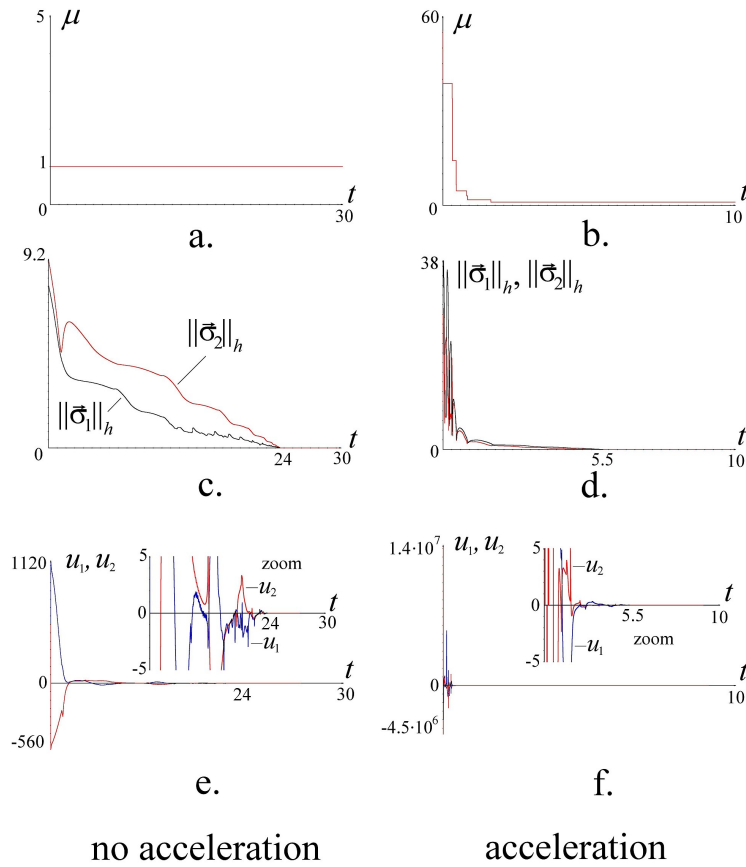 5
μ
1
0
t
30
a.
60
μ
0
t
10
b.
9.2
||σ⃗₂||ₕ
||σ⃗₁||ₕ
0
t
24
30
c.
38
||σ⃗₁||ₕ, ||σ⃗₂||ₕ
0
t
5.5
10
d.
1120
u₁, u₂
5
zoom
-u₂
0
t
24
30
-u₁
-5
0
t
24
30
-560
e.
1.4·10⁷
u₁, u₂
5
-u₂
0
t
5.5
10
-u₁
zoom
-5
0
t
10
-4.5·10⁶
f.
no acceleration
acceleration